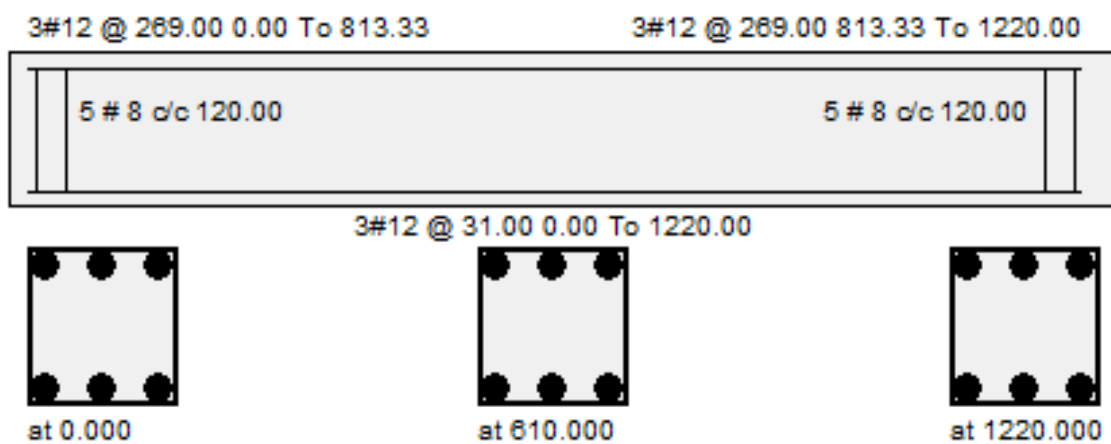 3#12 @ 269.00 0.00 To 813.33 3#12 @ 269.00 813.33 To 1220.00
5 # 8 c/c 120.00 5 # 8 c/c 120.00
3#12 @ 31.00 0.00 To 1220.00
at 0.000 at 610.000 at 1220.000